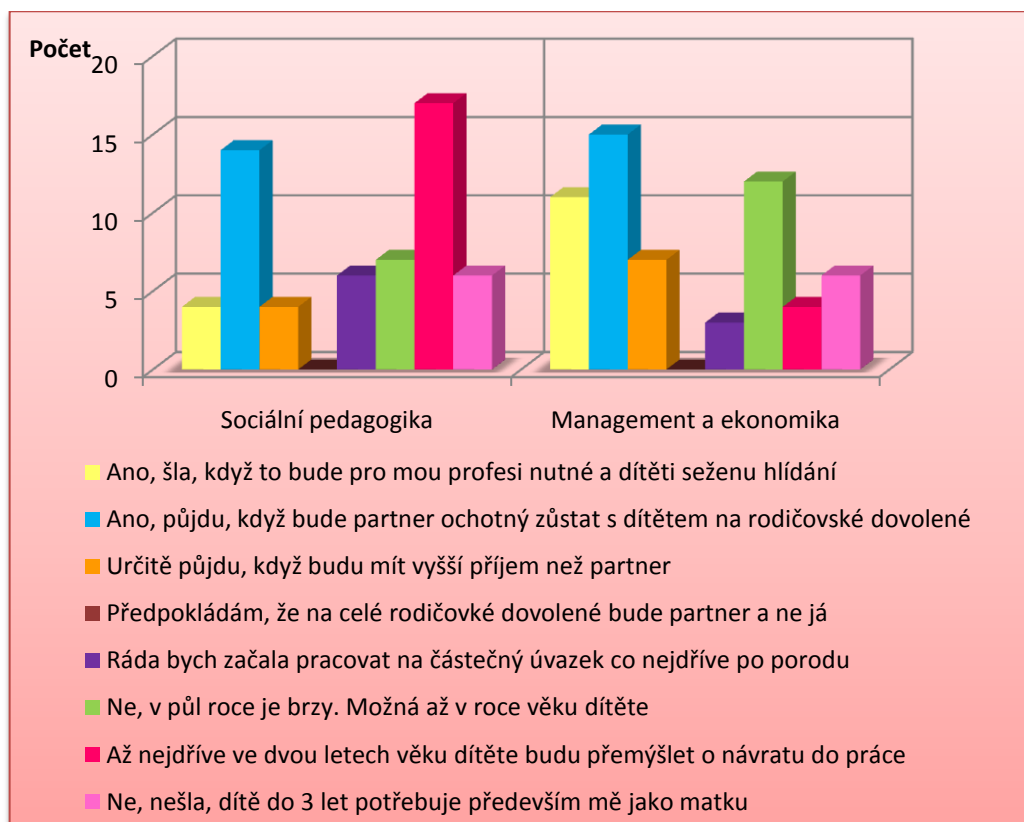 Počet
20
15
10
5
0
Sociální pedagogika Management a ekonomika
Ano, šla, když to bude pro mou profesi nutné a dítěti seženu hlídání
Ano, půjdu, když bude partner ochotný zůstat s dítětem na rodičovské dovolené
Určitě půjdu, když budu mít vyšší příjem než partner
Předpokládám, že na celé rodičovké dovolené bude partner a ne já
Ráda bych začala pracovat na částečný úvazek co nejdříve po porodu
Ne, v půl roce je brzy. Možná až v roce věku dítěte
Až nejdříve ve dvou letech věku dítěte budu přemýšlet o návratu do práce
Ne, nešla, dítě do 3 let potřebuje především mě jako matku